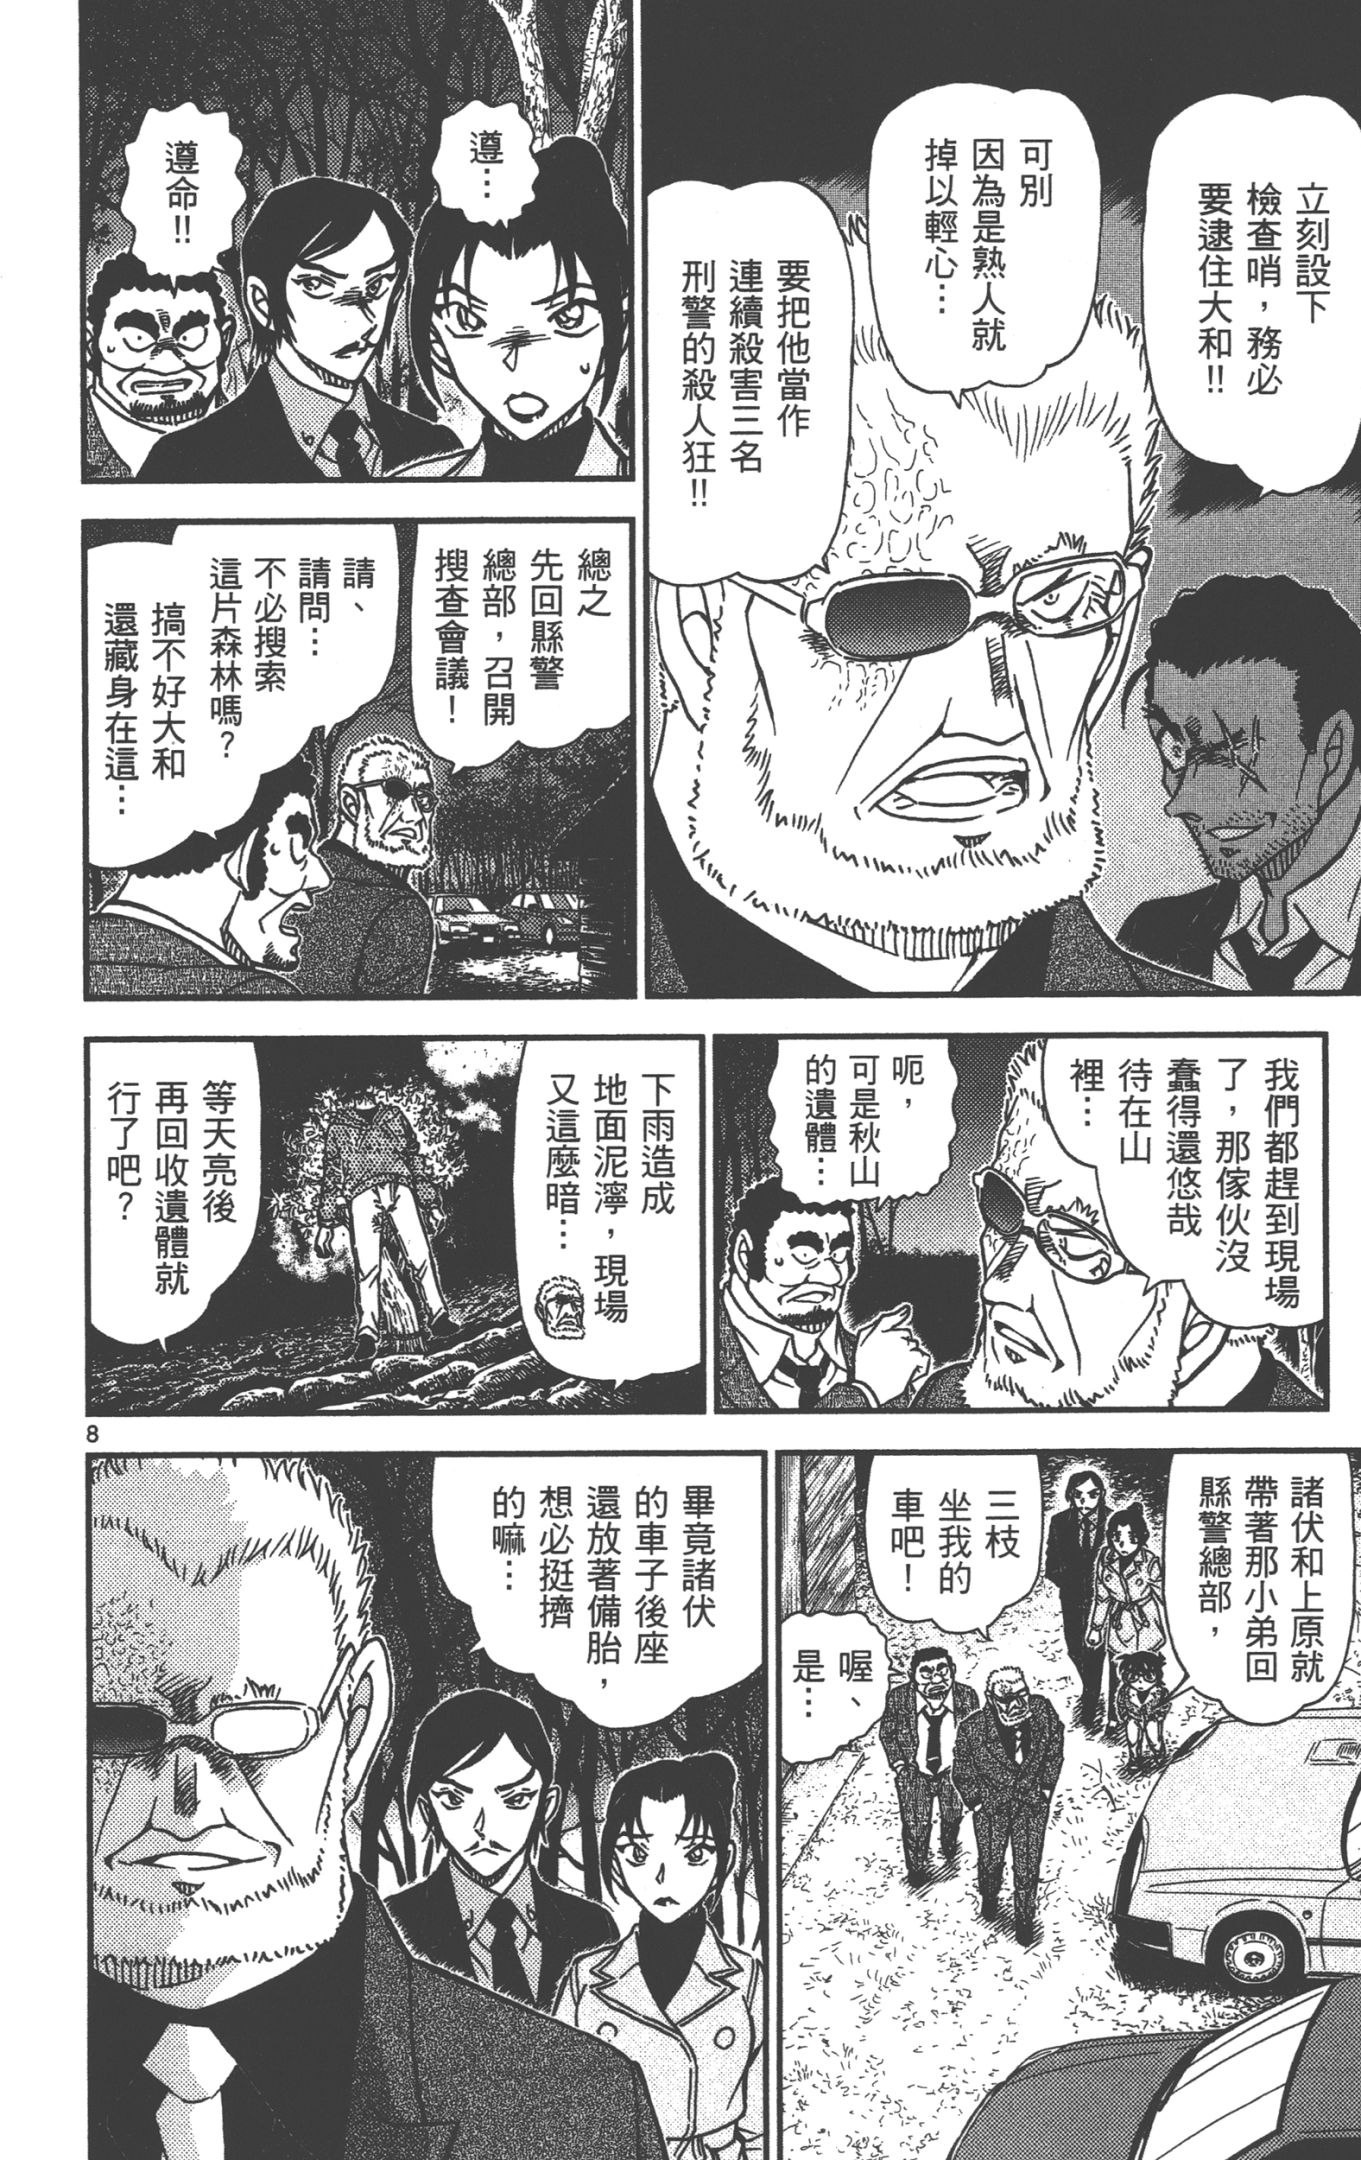 立刻設下
檢查哨，務必
要逮住大和!!
可別
因為是熟人就
掉以輕心…
要把他當作
連續殺害三名
刑警的殺人狂!!
遵…
遵命!!
總之
先回縣警
總部，召開
搜查會議！
請、
請問…
不必搜索
這片森林嗎？
搞不好大和
還藏身在這…
我們都趕到現場
了，那傢伙沒
蠢得還悠哉
待在山
裡…
呃，
可是秋山
的遺體…
下雨造成
地面泥濘，現場
又這麼暗…
等天亮後
再回收遺體就
行了吧？
8
諸伏和上原就
帶著那小弟回
縣警總部，
三枝
坐我的
車吧！
喔、
是…
畢竟諸伏
的車子後座
還放著備胎，
想必挺擠
的嘛…